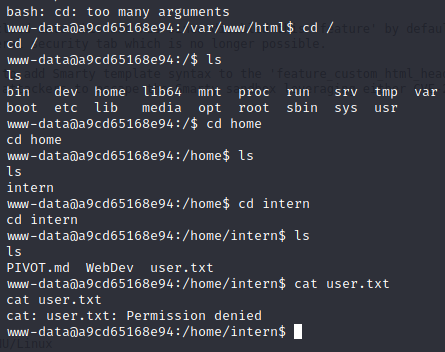 bash: cd: too many arguments
www-data@a9cd65168e94:/var/www/html$ cd /
cd /
www-data@a9cd65168e94:/$ ls
ls
bin   dev  home  lib64  mnt  proc  run   srv  tmp  var
boot  etc  lib   media  opt  root  sbin  sys  usr
www-data@a9cd65168e94:/$ cd home
cd home
www-data@a9cd65168e94:/home$ ls
ls
intern
www-data@a9cd65168e94:/home$ cd intern
cd intern
www-data@a9cd65168e94:/home/intern$ ls
ls
PIVOT.md  WebDev  user.txt
www-data@a9cd65168e94:/home/intern$ cat user.txt
cat user.txt
cat: user.txt: Permission denied
www-data@a9cd65168e94:/home/intern$